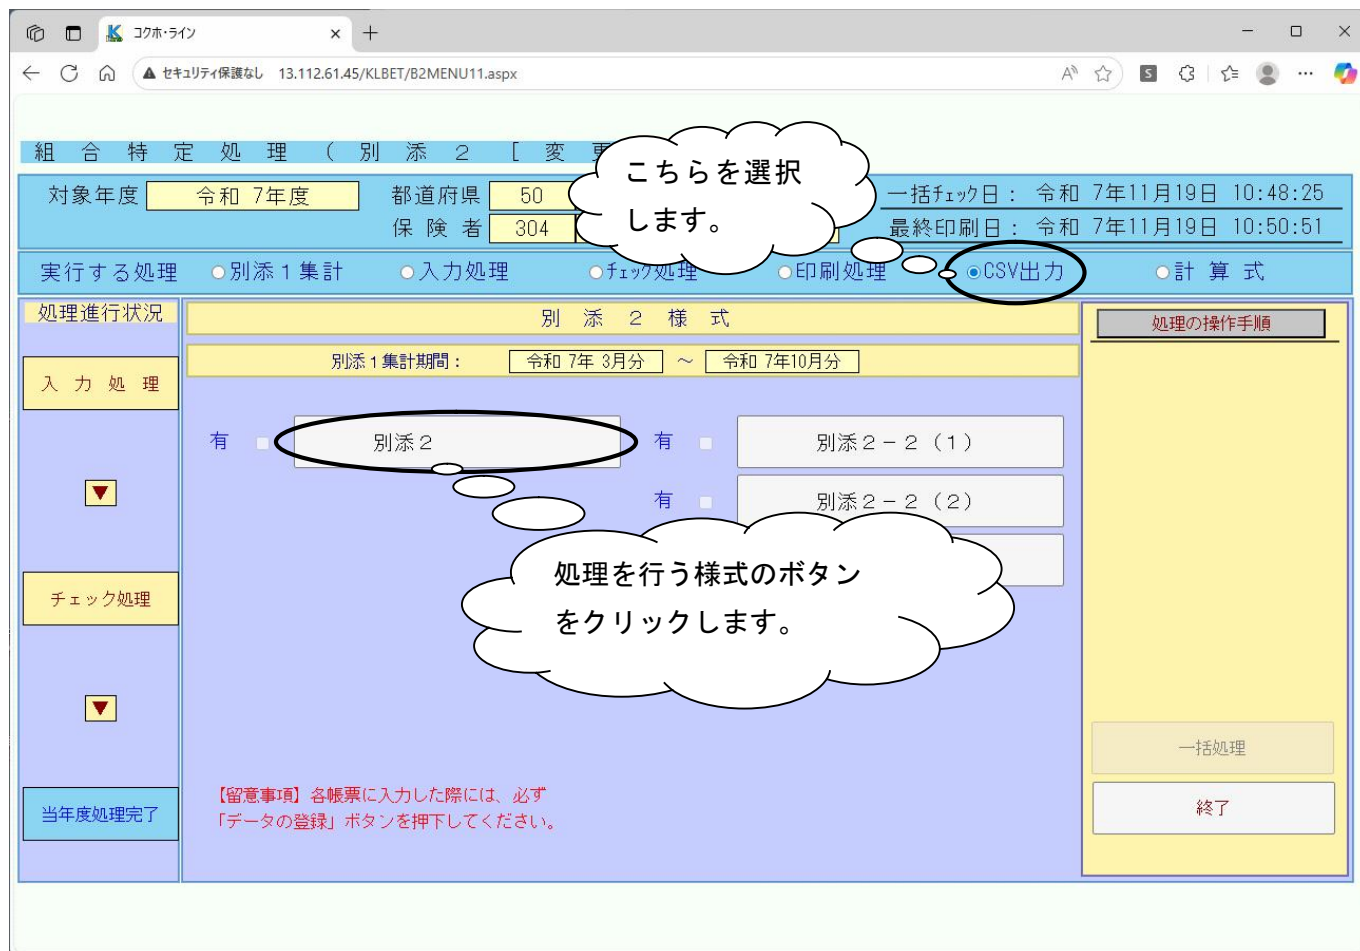 コクホ・ライン
セキュリティ保護なし 13.112.61.45/KLBET/B2MENU11.aspx
組合特定処理(別添2[変更
こちらを選択
します。
対象年度 令和 7年度 都道府県 50 一括チェック日: 令和 7年11月19日 10:48:25
保険者 304 最終印刷日: 令和 7年11月19日 10:50:51
実行する処理 別添1集計 入力処理 チェック処理 印刷処理 CSV出力 計算式
処理進行状況
別添2様式
処理の操作手順
別添1集計期間: 令和 7年 3月分 ～ 令和 7年10月分
入力処理
有 別添2 有 別添2-2(1)
▼
有 別添2-2(2)
処理を行う様式のボタン
をクリックします。
チェック処理
▼
一括処理
【留意事項】各帳票に入力した際には、必ず
「データの登録」ボタンを押下してください。
当年度処理完了
終了